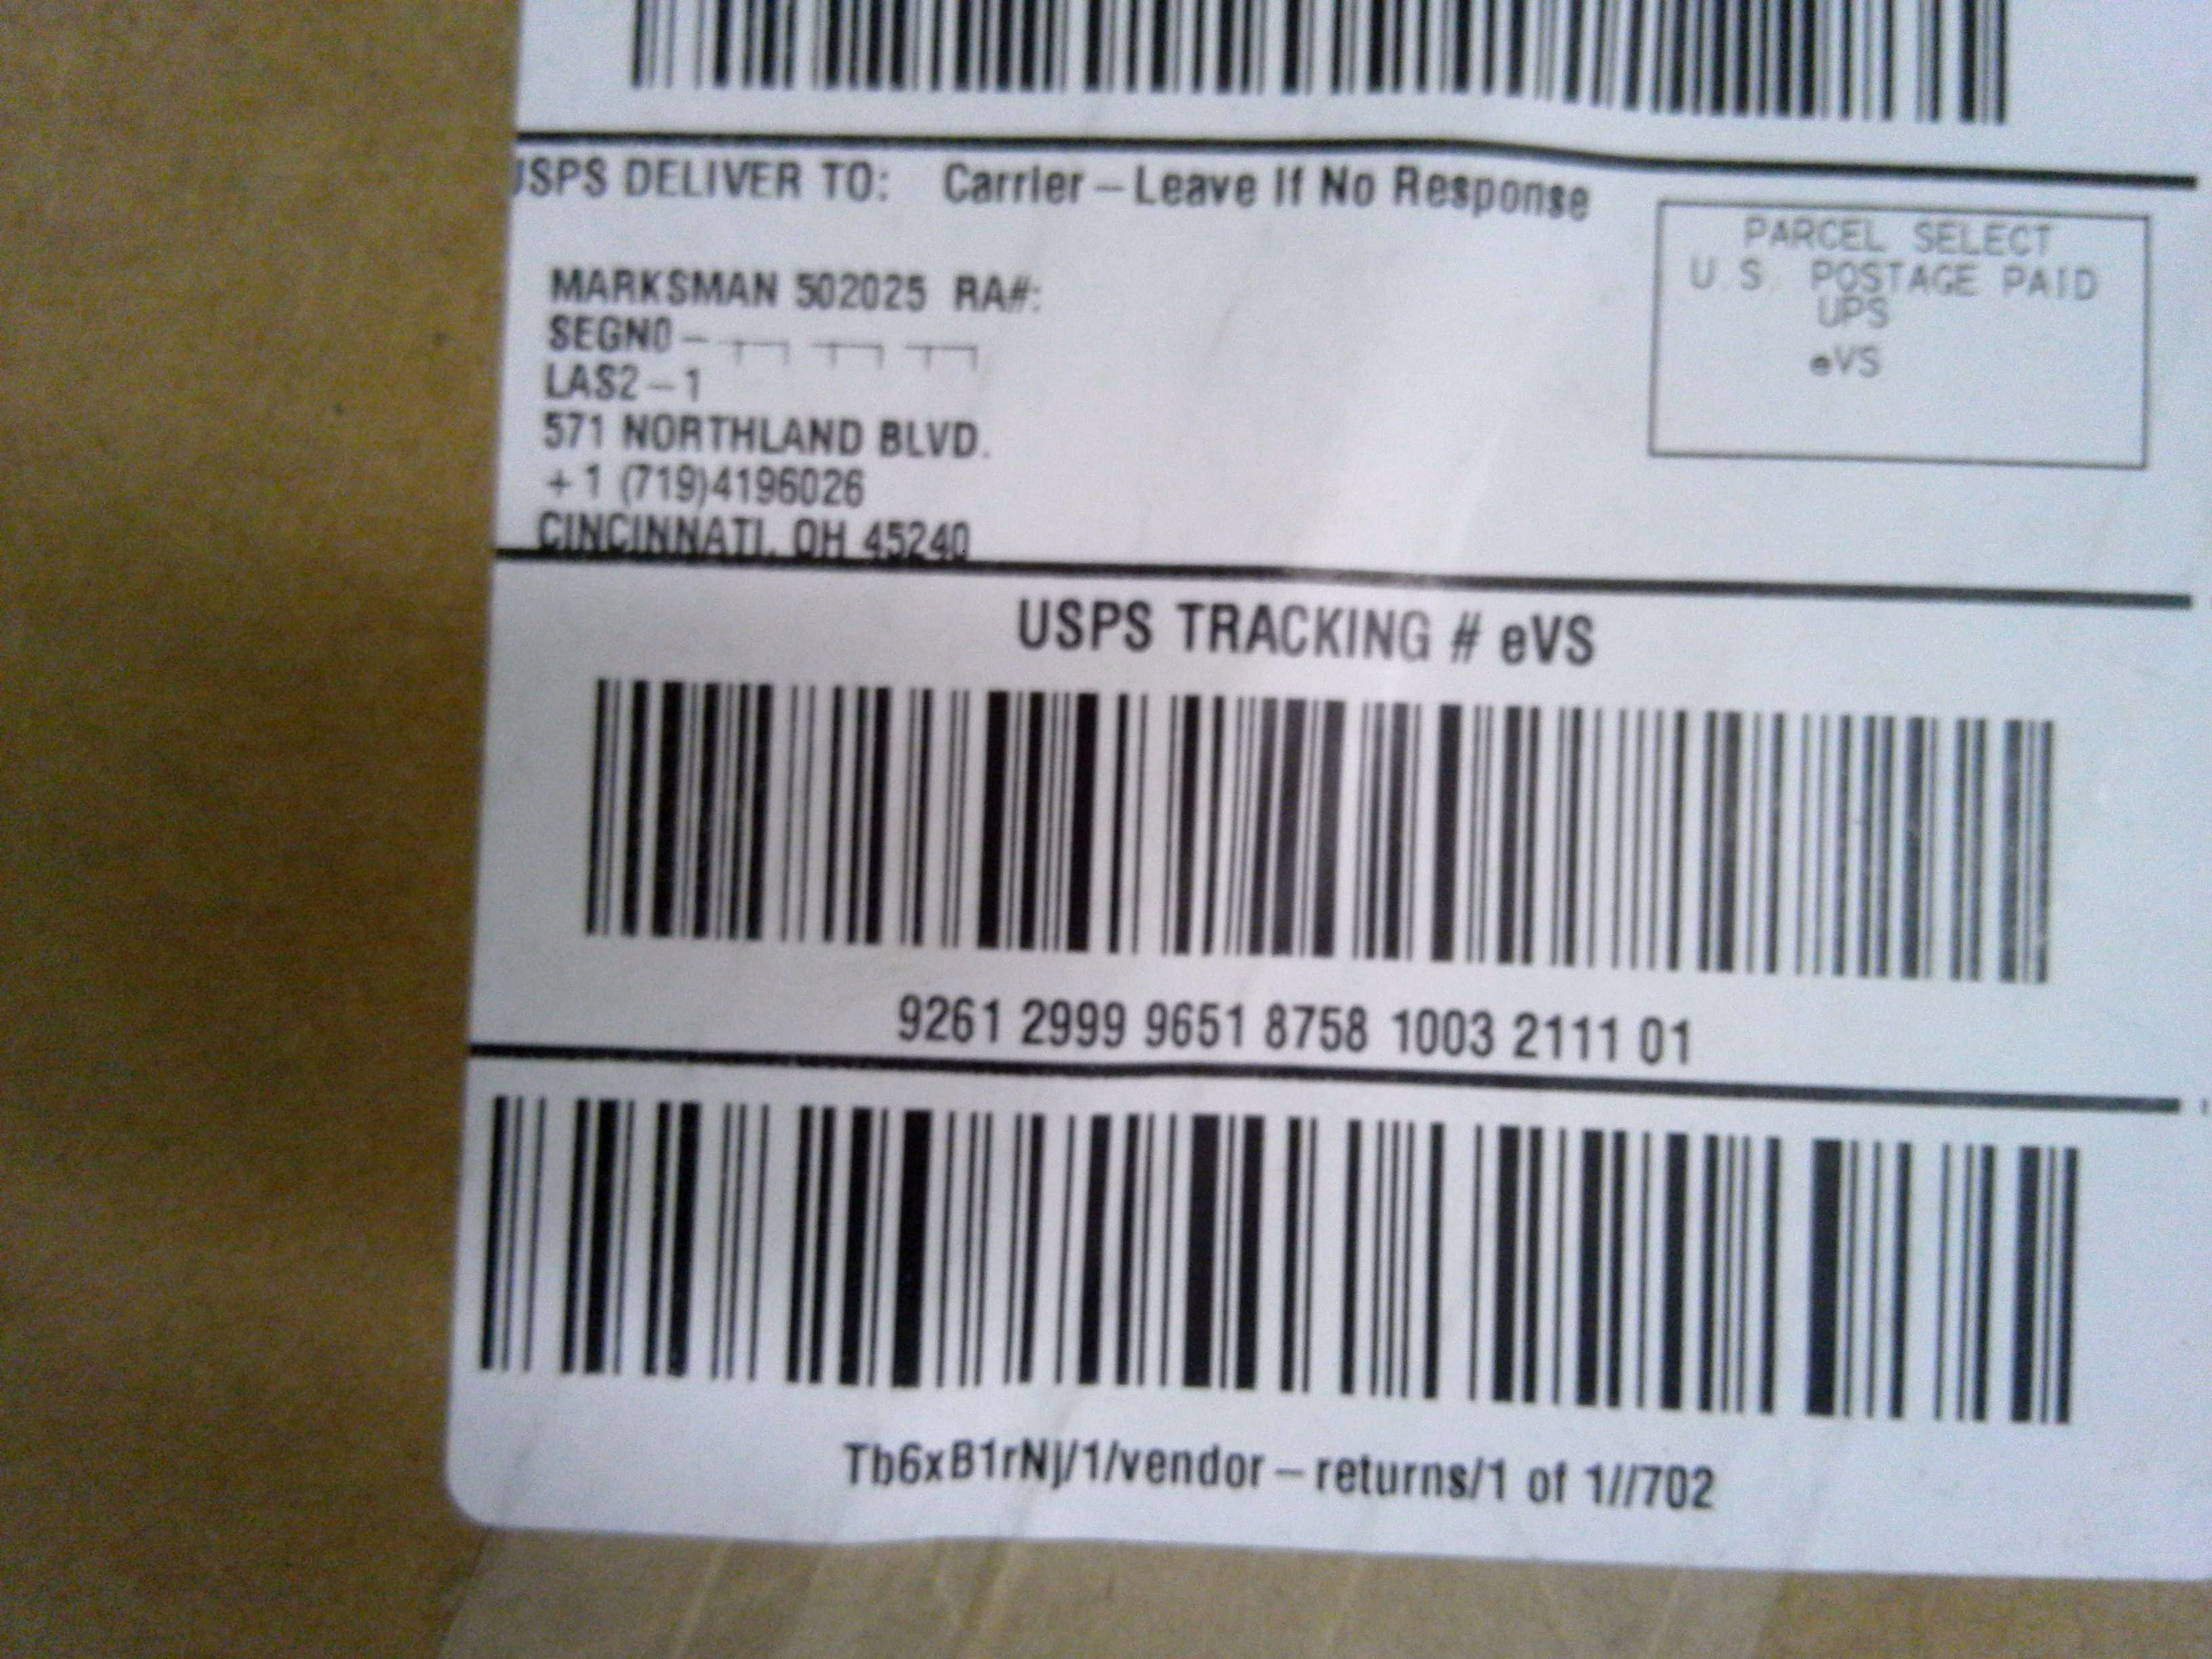 USPS DELIVER TO: Carrier – Leave If No Response
PARCEL SELECT
U.S. POSTAGE PAID
UPS
eVS
MARKSMAN 502025 RA#:
SEGNO –
LAS2 – 1
571 NORTHLAND BLVD.
+ 1 (719)4196026
CINCINNATI, OH 45240
USPS TRACKING # eVS
9261 2999 9651 8758 1003 2111 01
Tb6xB1rNj/1/vendor – returns/1 of 1//702